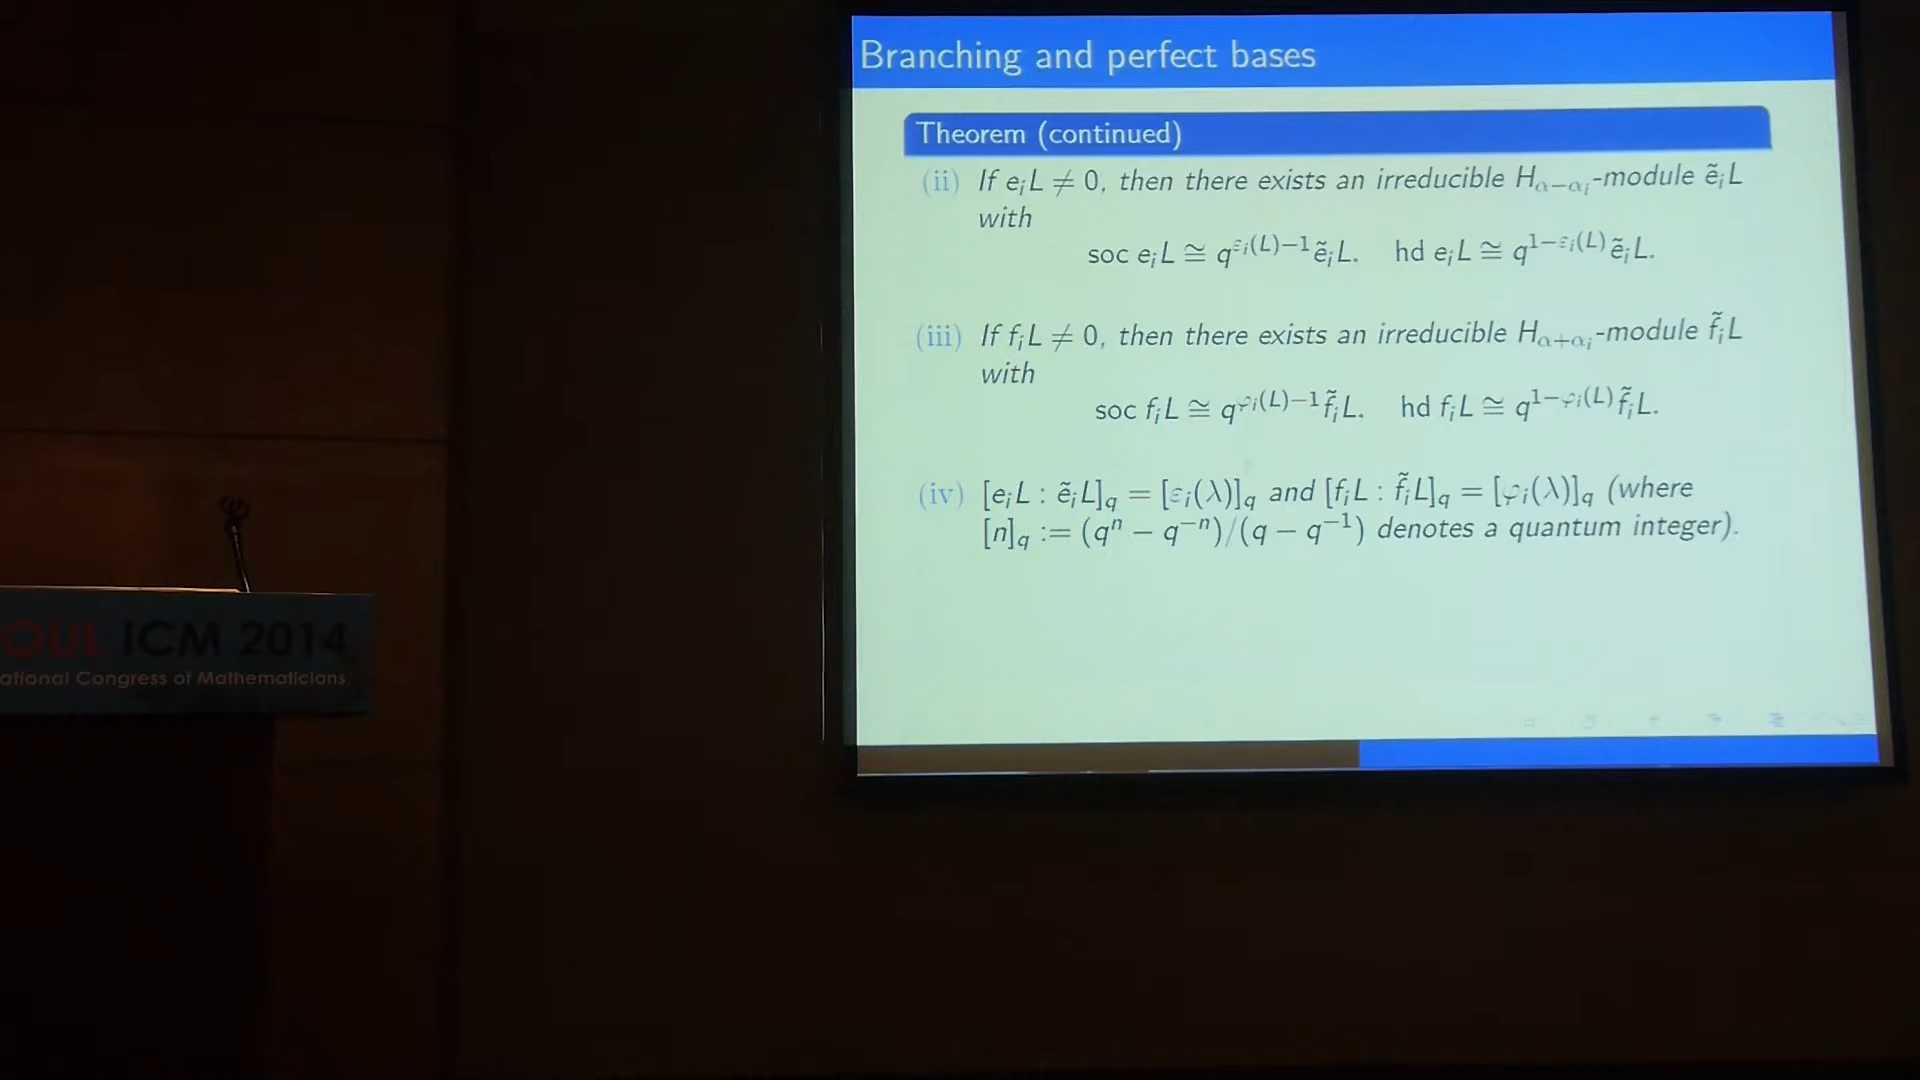 Branching and perfect bases
Theorem (continued)
(ii) If eᵢL ≠ 0, then there exists an irreducible H_{α−αᵢ}-module ẽᵢL
with
soc eᵢL ≅ q^{εᵢ(L)−1}ẽᵢL. hd eᵢL ≅ q^{1−εᵢ(L)}ẽᵢL.
(iii) If fᵢL ≠ 0, then there exists an irreducible H_{α+αᵢ}-module f̃ᵢL
with
soc fᵢL ≅ q^{φᵢ(L)−1}f̃ᵢL. hd fᵢL ≅ q^{1−φᵢ(L)}f̃ᵢL.
(iv) [eᵢL : ẽᵢL]_q = [εᵢ(λ)]_q and [fᵢL : f̃ᵢL]_q = [φᵢ(λ)]_q (where
[n]_q := (qⁿ − q⁻ⁿ)/(q − q⁻¹) denotes a quantum integer).
OUL ICM 2014
ational Congress of Mathematicians